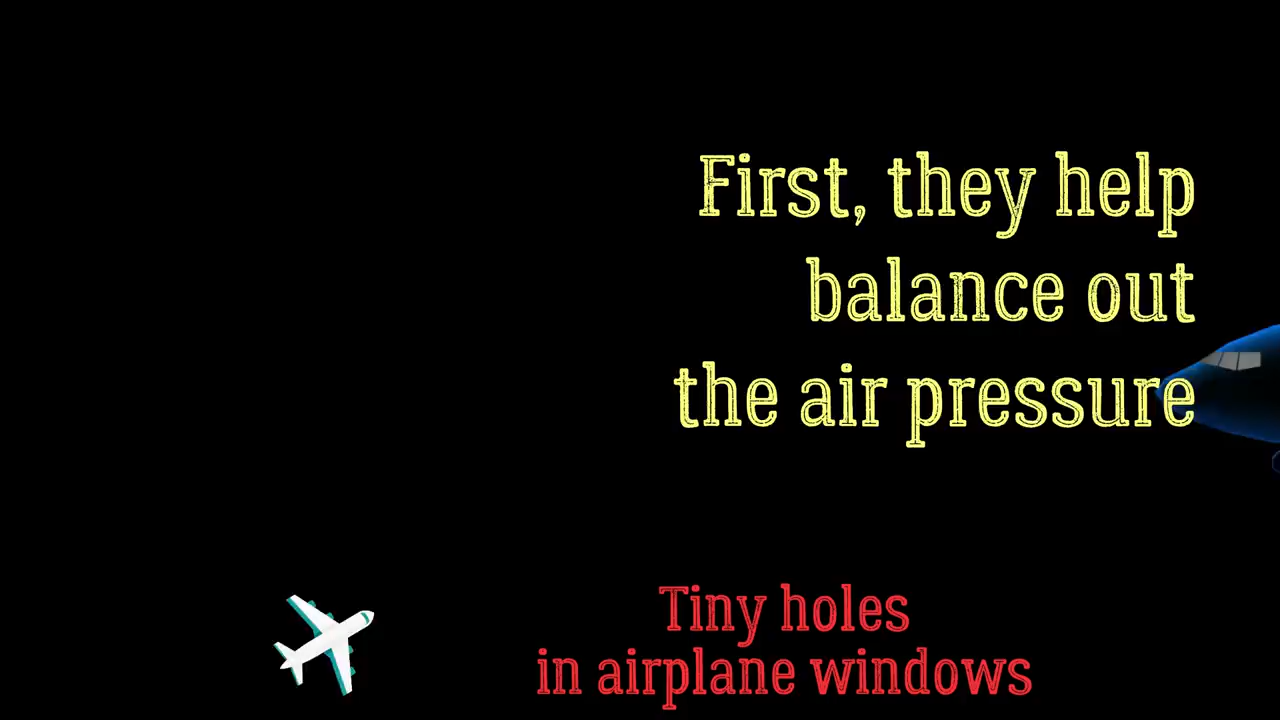 First, they help
balance out
the air pressure
Tiny holes
in airplane windows